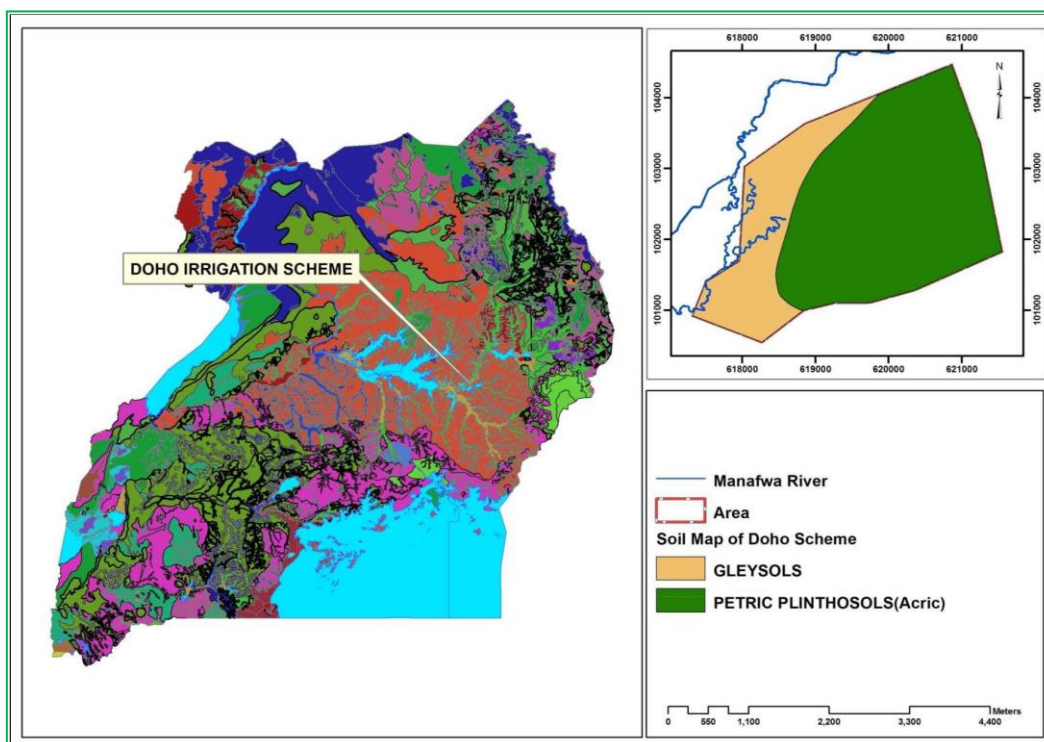 DOHO IRRIGATION SCHEME
618000 619000 620000 621000
N
104000
103000
102000
101000
104000
103000
102000
101000
618000 619000 620000 621000
Manafwa River
Area
Soil Map of Doho Scheme
GLEYSOLS
PETRIC PLINTHOSOLS(Acric)
Meters
0 550 1,100 2,200 3,300 4,400